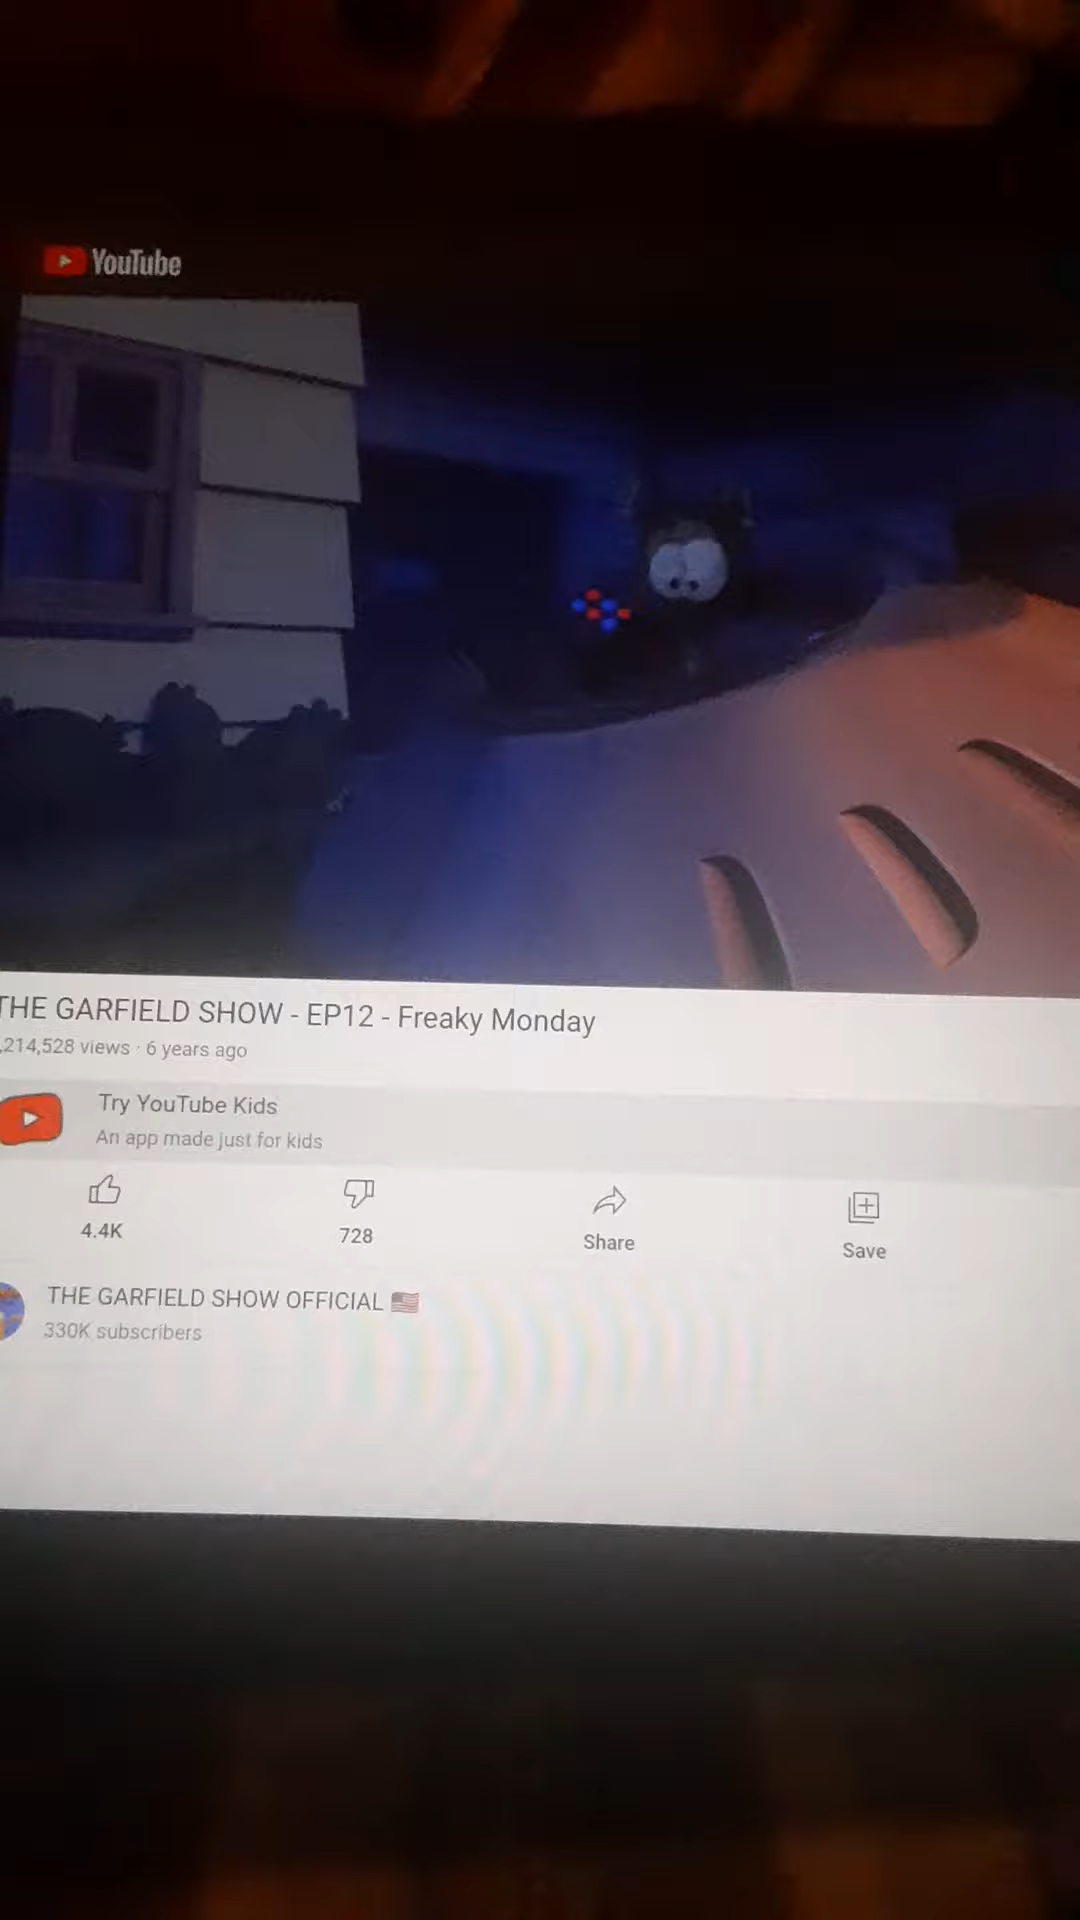 YouTube
THE GARFIELD SHOW - EP12 - Freaky Monday
,214,528 views · 6 years ago
Try YouTube Kids
An app made just for kids
4.4K
728
Share
Save
THE GARFIELD SHOW OFFICIAL 🇺🇸
330K subscribers